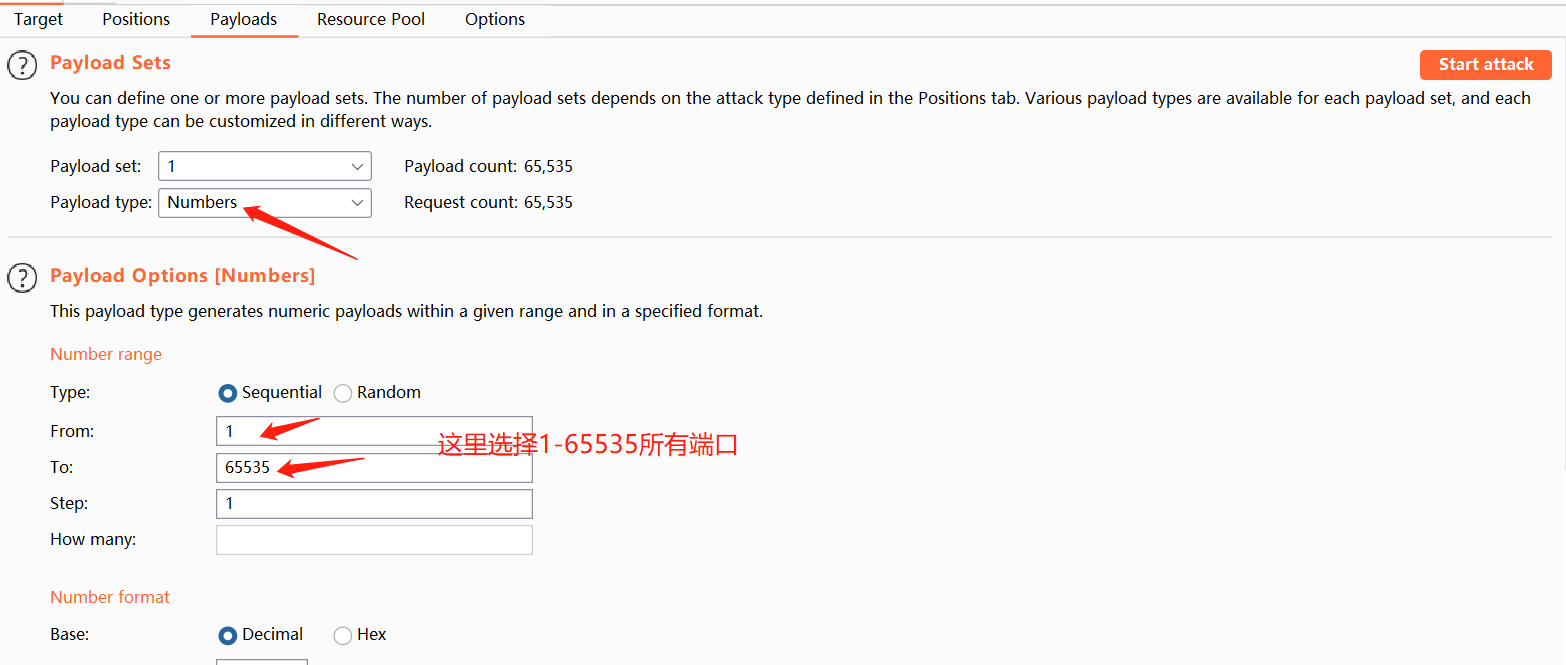 Target Positions Payloads Resource Pool Options
? Payload Sets Start attack
You can define one or more payload sets. The number of payload sets depends on the attack type defined in the Positions tab. Various payload types are available for each payload set, and each
payload type can be customized in different ways.
Payload set: 1 Payload count: 65,535
Payload type: Numbers Request count: 65,535
? Payload Options [Numbers]
This payload type generates numeric payloads within a given range and in a specified format.
Number range
Type: Sequential Random
From: 1
这里选择1-65535所有端口
To: 65535
Step: 1
How many:
Number format
Base: Decimal Hex